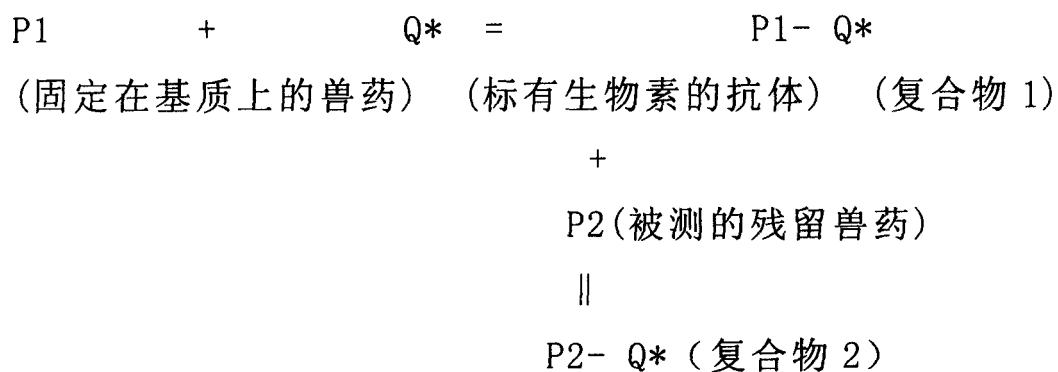 P1 + Q* = P1- Q*
(固定在基质上的兽药) (标有生物素的抗体) (复合物 1)
+
P2(被测的残留兽药)
‖
P2- Q*(复合物 2)